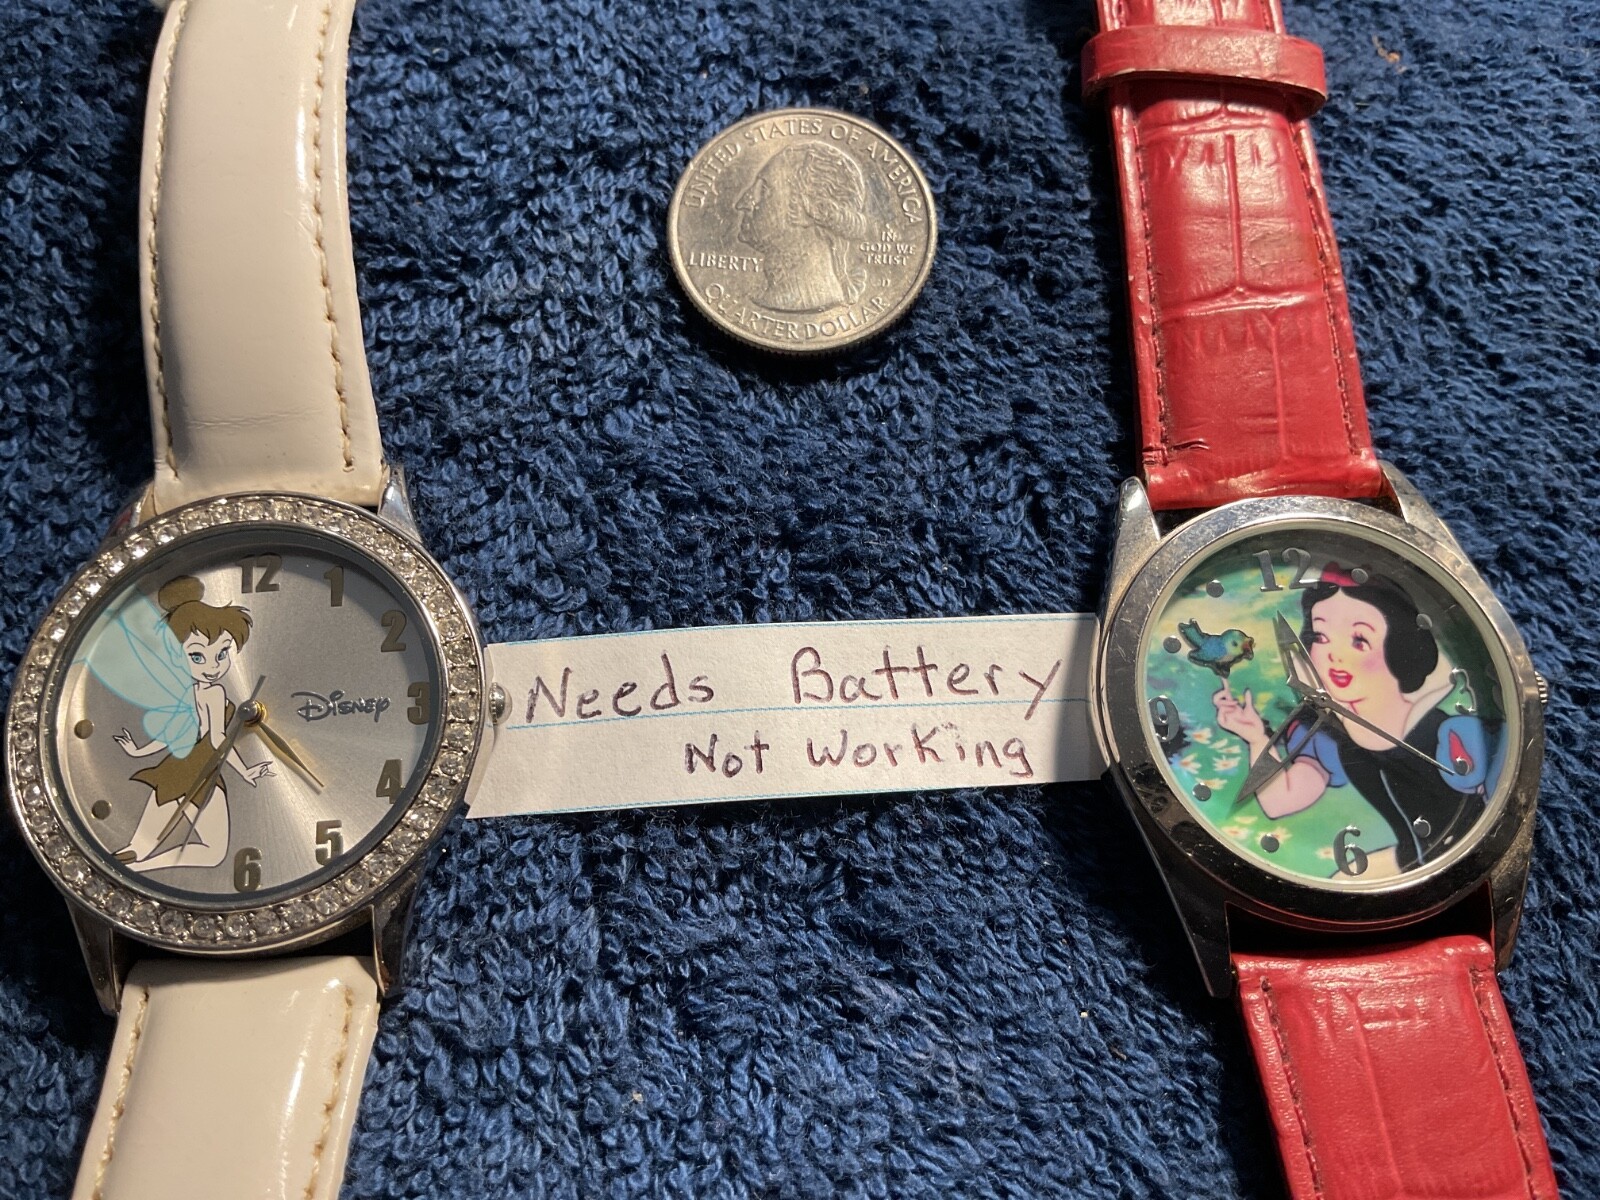 UNITED STATES OF AMERICA
LIBERTY
IN
GOD WE
TRUST
D
QUARTER DOLLAR
12
1
2
3
4
5
6
Disney
Needs Battery
Not Working
12
3
6
9